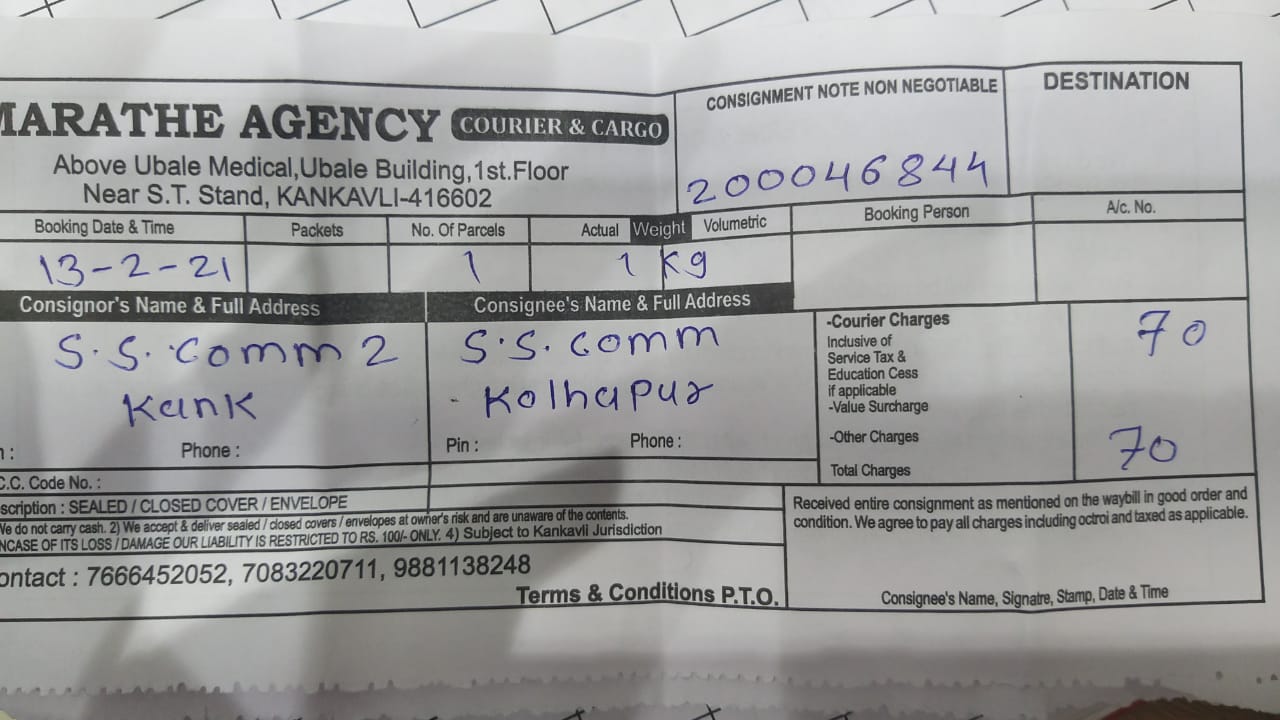 MARATHE AGENCY COURIER & CARGO
Above Ubale Medical,Ubale Building,1st.Floor
Near S.T. Stand, KANKAVLI-416602
CONSIGNMENT NOTE NON NEGOTIABLE
200046844
DESTINATION
Booking Date & Time Packets No. Of Parcels Actual Weight Volumetric Booking Person A/c. No.
13-2-21 1 1 Kg
Consignor's Name & Full Address
S.S. Comm 2
Kank
Phone :
Consignee's Name & Full Address
S.S. Comm
Kolhapur
Pin : Phone :
-Courier Charges 70
Inclusive of
Service Tax &
Education Cess
if applicable
-Value Surcharge
-Other Charges 70
Total Charges
C.C. Code No. :
scription : SEALED / CLOSED COVER / ENVELOPE
We do not carry cash. 2) We accept & deliver sealed / closed covers / envelopes at owner's risk and are unaware of the contents.
NCASE OF ITS LOSS / DAMAGE OUR LIABILITY IS RESTRICTED TO RS. 100/- ONLY. 4) Subject to Kankavli Jurisdiction
ontact : 7666452052, 7083220711, 9881138248
Terms & Conditions P.T.O.
Received entire consignment as mentioned on the waybill in good order and
condition. We agree to pay all charges including octroi and taxed as applicable.
Consignee's Name, Signatre, Stamp, Date & Time